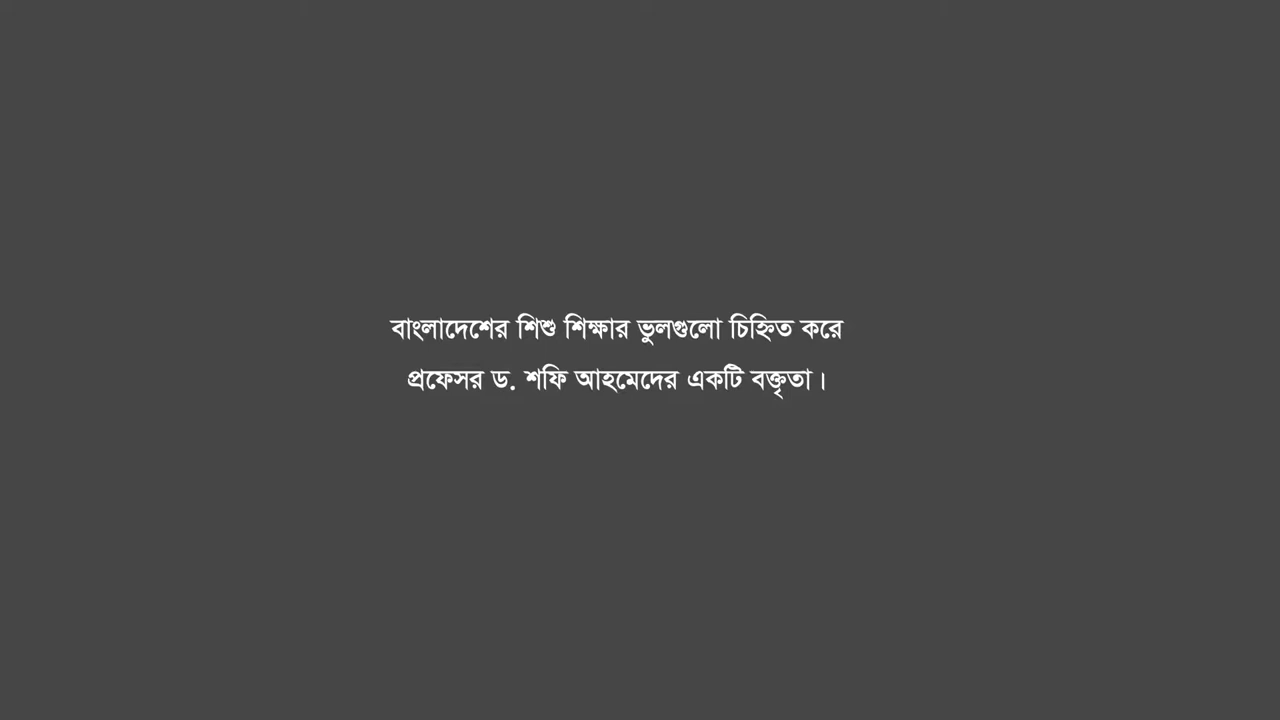 বাংলাদেশের শিশু শিক্ষার ভুলগুলো চিহ্নিত করে
প্রফেসর ড. শফি আহমেদের একটি বক্তৃতা।